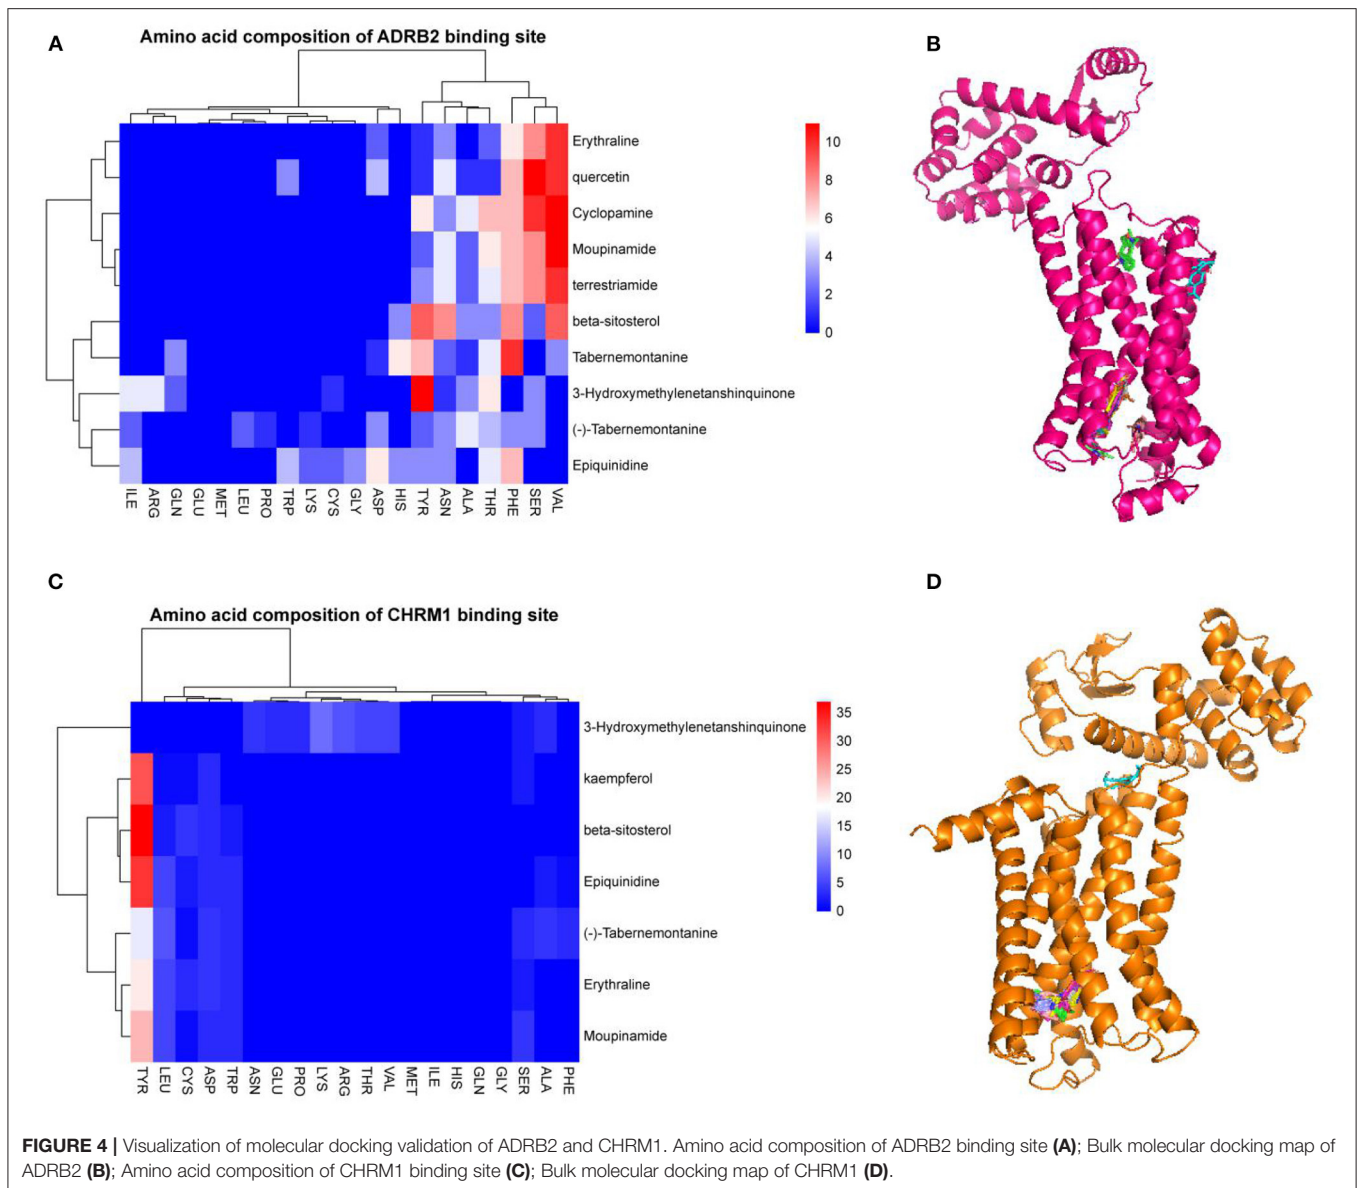 A
Amino acid composition of ADRB2 binding site
Erythraline
quercetin
Cyclopamine
Moupinamide
terrestriamide
beta-sitosterol
Tabernemontanine
3-Hydroxymethylenetanshinquinone
(-)-Tabernemontanine
Epiquinidine
ILE
ARG
GLN
GLU
MET
LEU
PRO
TRP
LYS
CYS
GLY
ASP
HIS
TYR
ASN
ALA
THR
PHE
SER
VAL
10
8
6
4
2
0
B
C
Amino acid composition of CHRM1 binding site
3-Hydroxymethylenetanshinquinone
kaempferol
beta-sitosterol
Epiquinidine
(-)-Tabernemontanine
Erythraline
Moupinamide
TYR
LEU
CYS
ASP
TRP
ASN
GLU
PRO
LYS
ARG
THR
VAL
MET
ILE
HIS
GLN
GLY
SER
ALA
PHE
35
30
25
20
15
10
5
0
D
FIGURE 4 | Visualization of molecular docking validation of ADRB2 and CHRM1. Amino acid composition of ADRB2 binding site (A); Bulk molecular docking map of
ADRB2 (B); Amino acid composition of CHRM1 binding site (C); Bulk molecular docking map of CHRM1 (D).